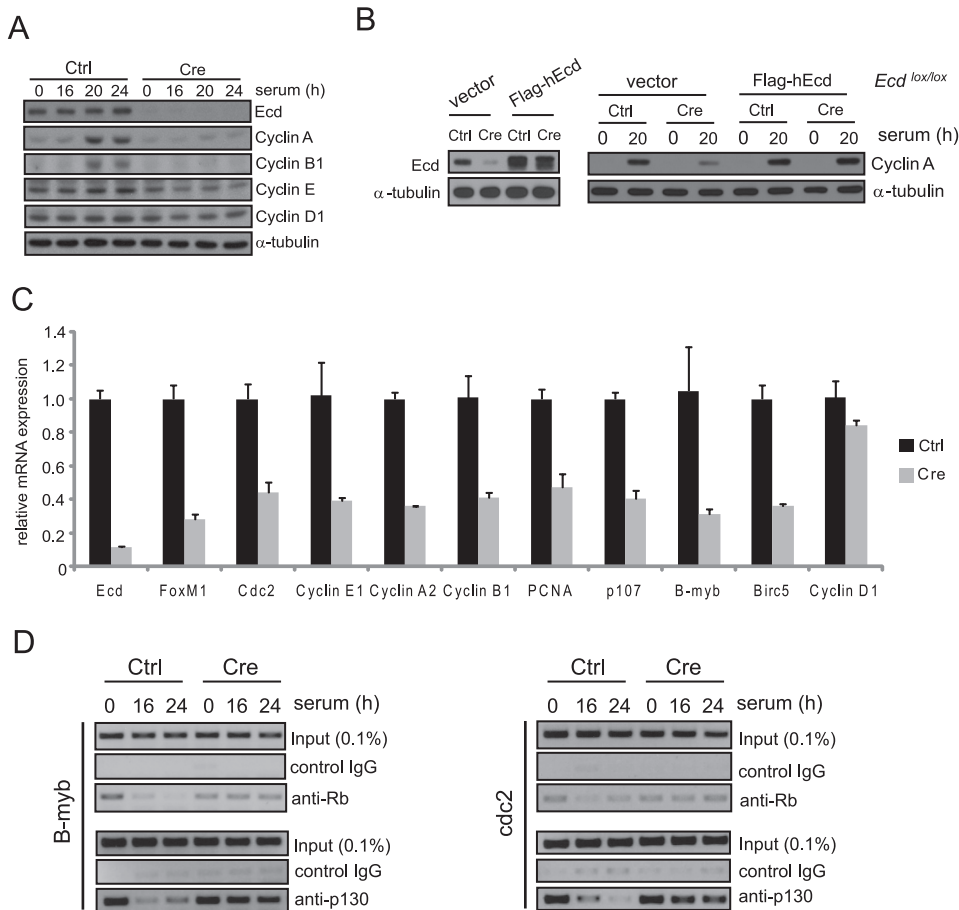 A
Ctrl Cre
0 16 20 24 0 16 20 24 serum (h)
Ecd
Cyclin A
Cyclin B1
Cyclin E
Cyclin D1
α-tubulin
B
vector Flag-hEcd
Ctrl Cre Ctrl Cre
Ecd
α-tubulin
vector Flag-hEcd Ecd lox/lox
Ctrl Cre Ctrl Cre
0 20 0 20 0 20 0 20 serum (h)
Cyclin A
α-tubulin
C
relative mRNA expression
1.4
1.2
1.0
0.8
0.6
0.4
0.2
0
Ecd FoxM1 Cdc2 Cyclin E1 Cyclin A2 Cyclin B1 PCNA p107 B-myb Birc5 Cyclin D1
Ctrl
Cre
D
B-myb
Ctrl Cre
0 16 24 0 16 24 serum (h)
Input (0.1%)
control IgG
anti-Rb
Input (0.1%)
control IgG
anti-p130
cdc2
Ctrl Cre
0 16 24 0 16 24 serum (h)
Input (0.1%)
control IgG
anti-Rb
Input (0.1%)
control IgG
anti-p130